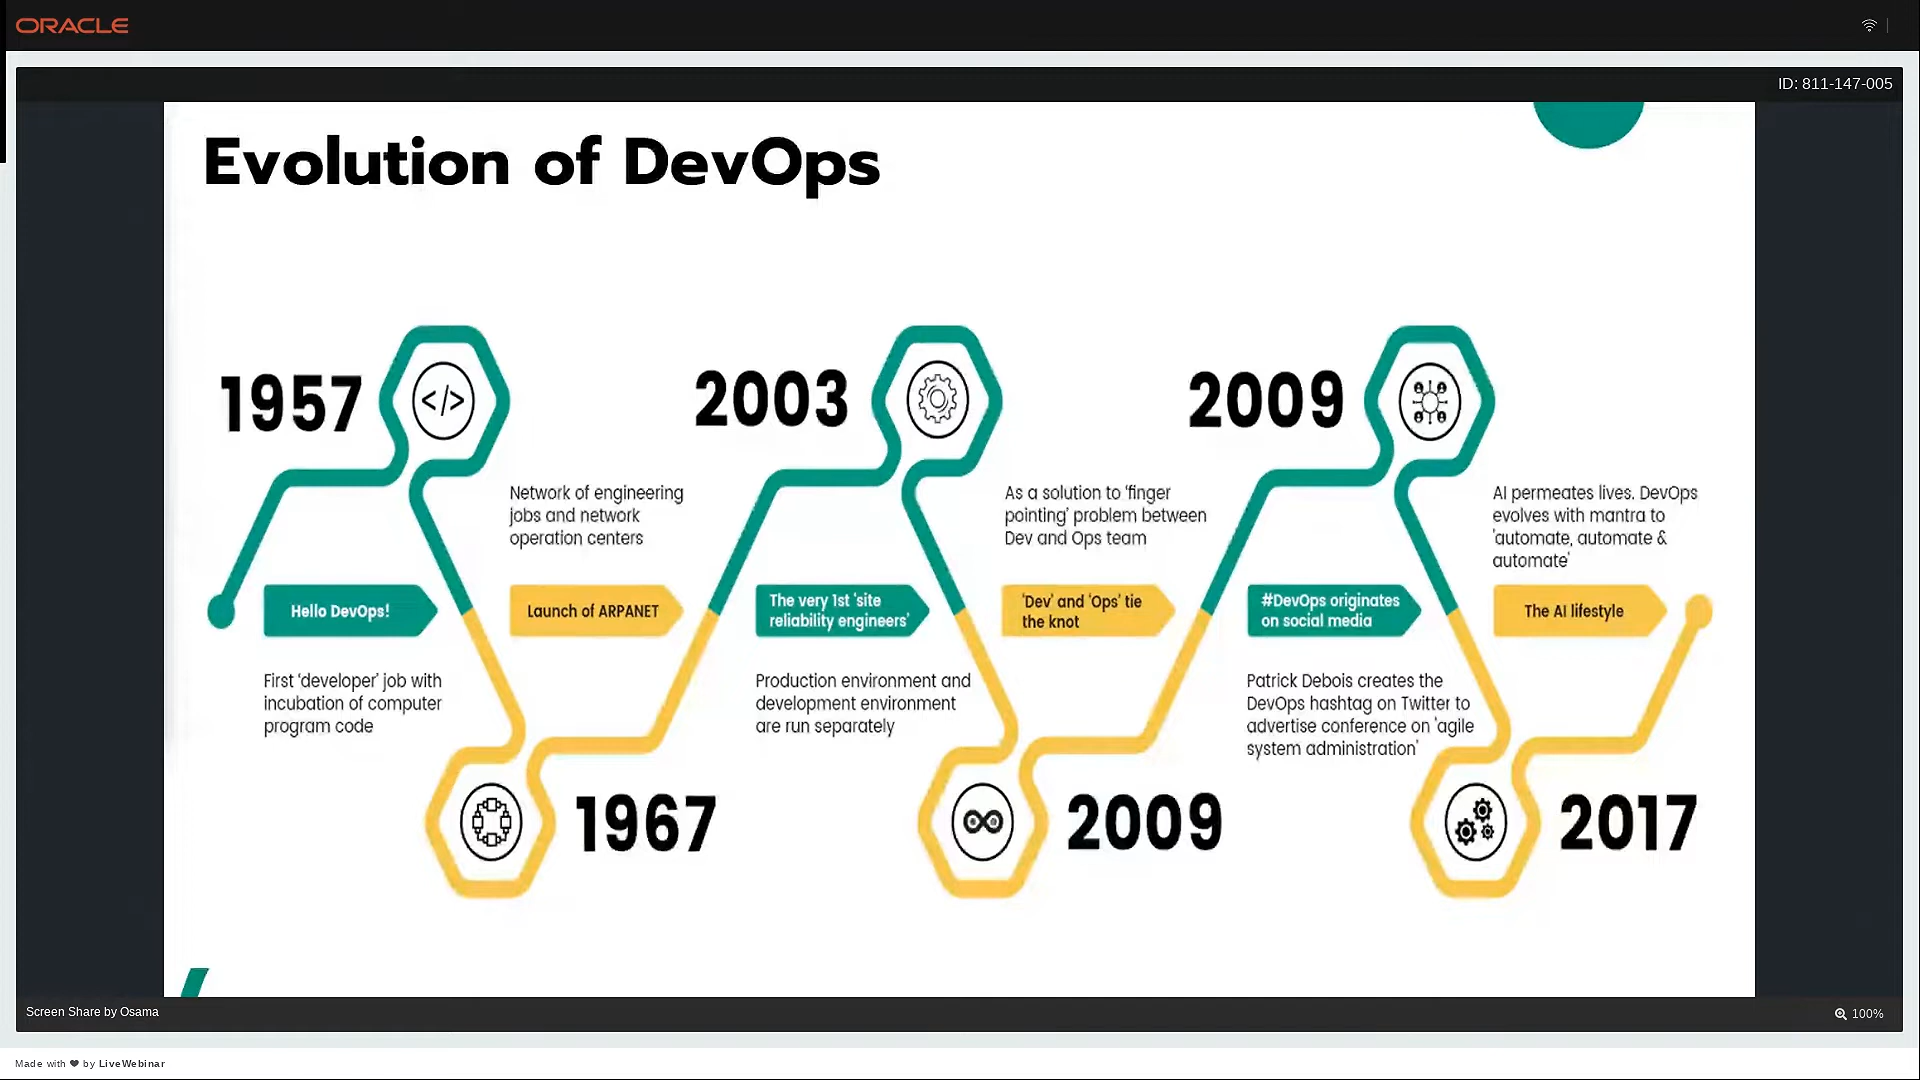 ORACLE
ID: 811-147-005
Evolution of DevOps
1957
</>
2003
2009
Network of engineering
jobs and network
operation centers
As a solution to ‘finger
pointing’ problem between
Dev and Ops team
AI permeates lives. DevOps
evolves with mantra to
‘automate, automate &
automate’
Hello DevOps!
Launch of ARPANET
The very 1st ‘site
reliability engineers’
‘Dev’ and ‘Ops’ tie
the knot
#DevOps originates
on social media
The AI lifestyle
First ‘developer’ job with
incubation of computer
program code
Production environment and
development environment
are run separately
Patrick Debois creates the
DevOps hashtag on Twitter to
advertise conference on ‘agile
system administration’
1967
2009
2017
Screen Share by Osama
100%
Made with ❤ by LiveWebinar